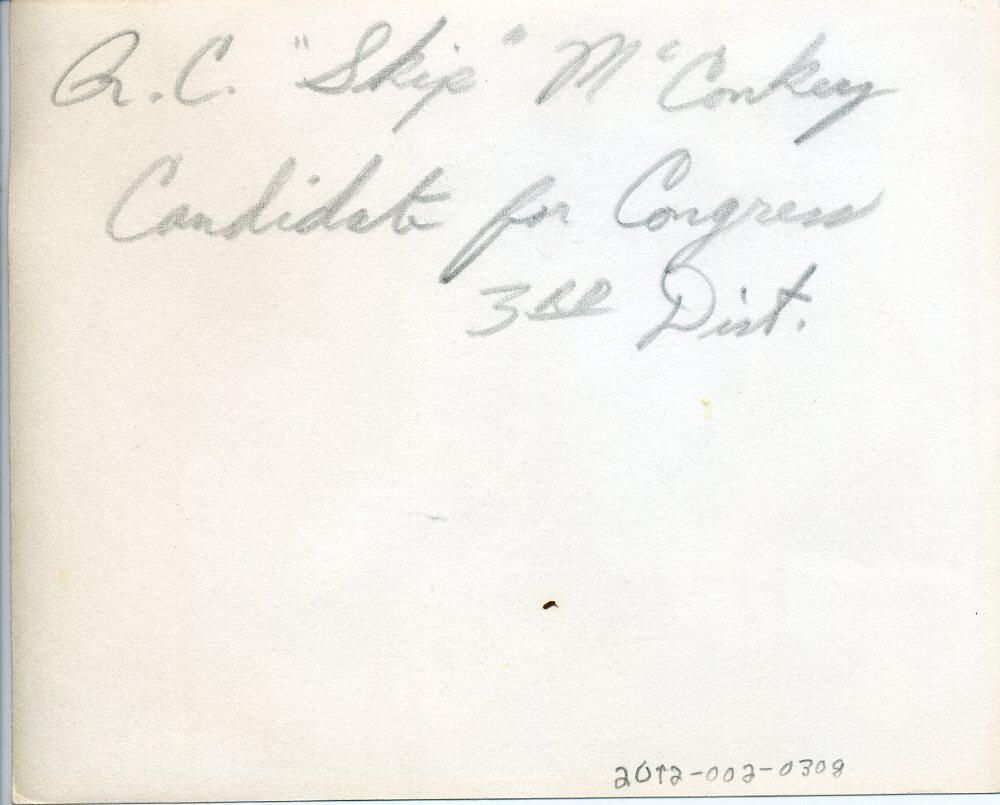 R.C. "Skip" McConkey
Candidate for Congress
3RD Dist.
2012-002-0308